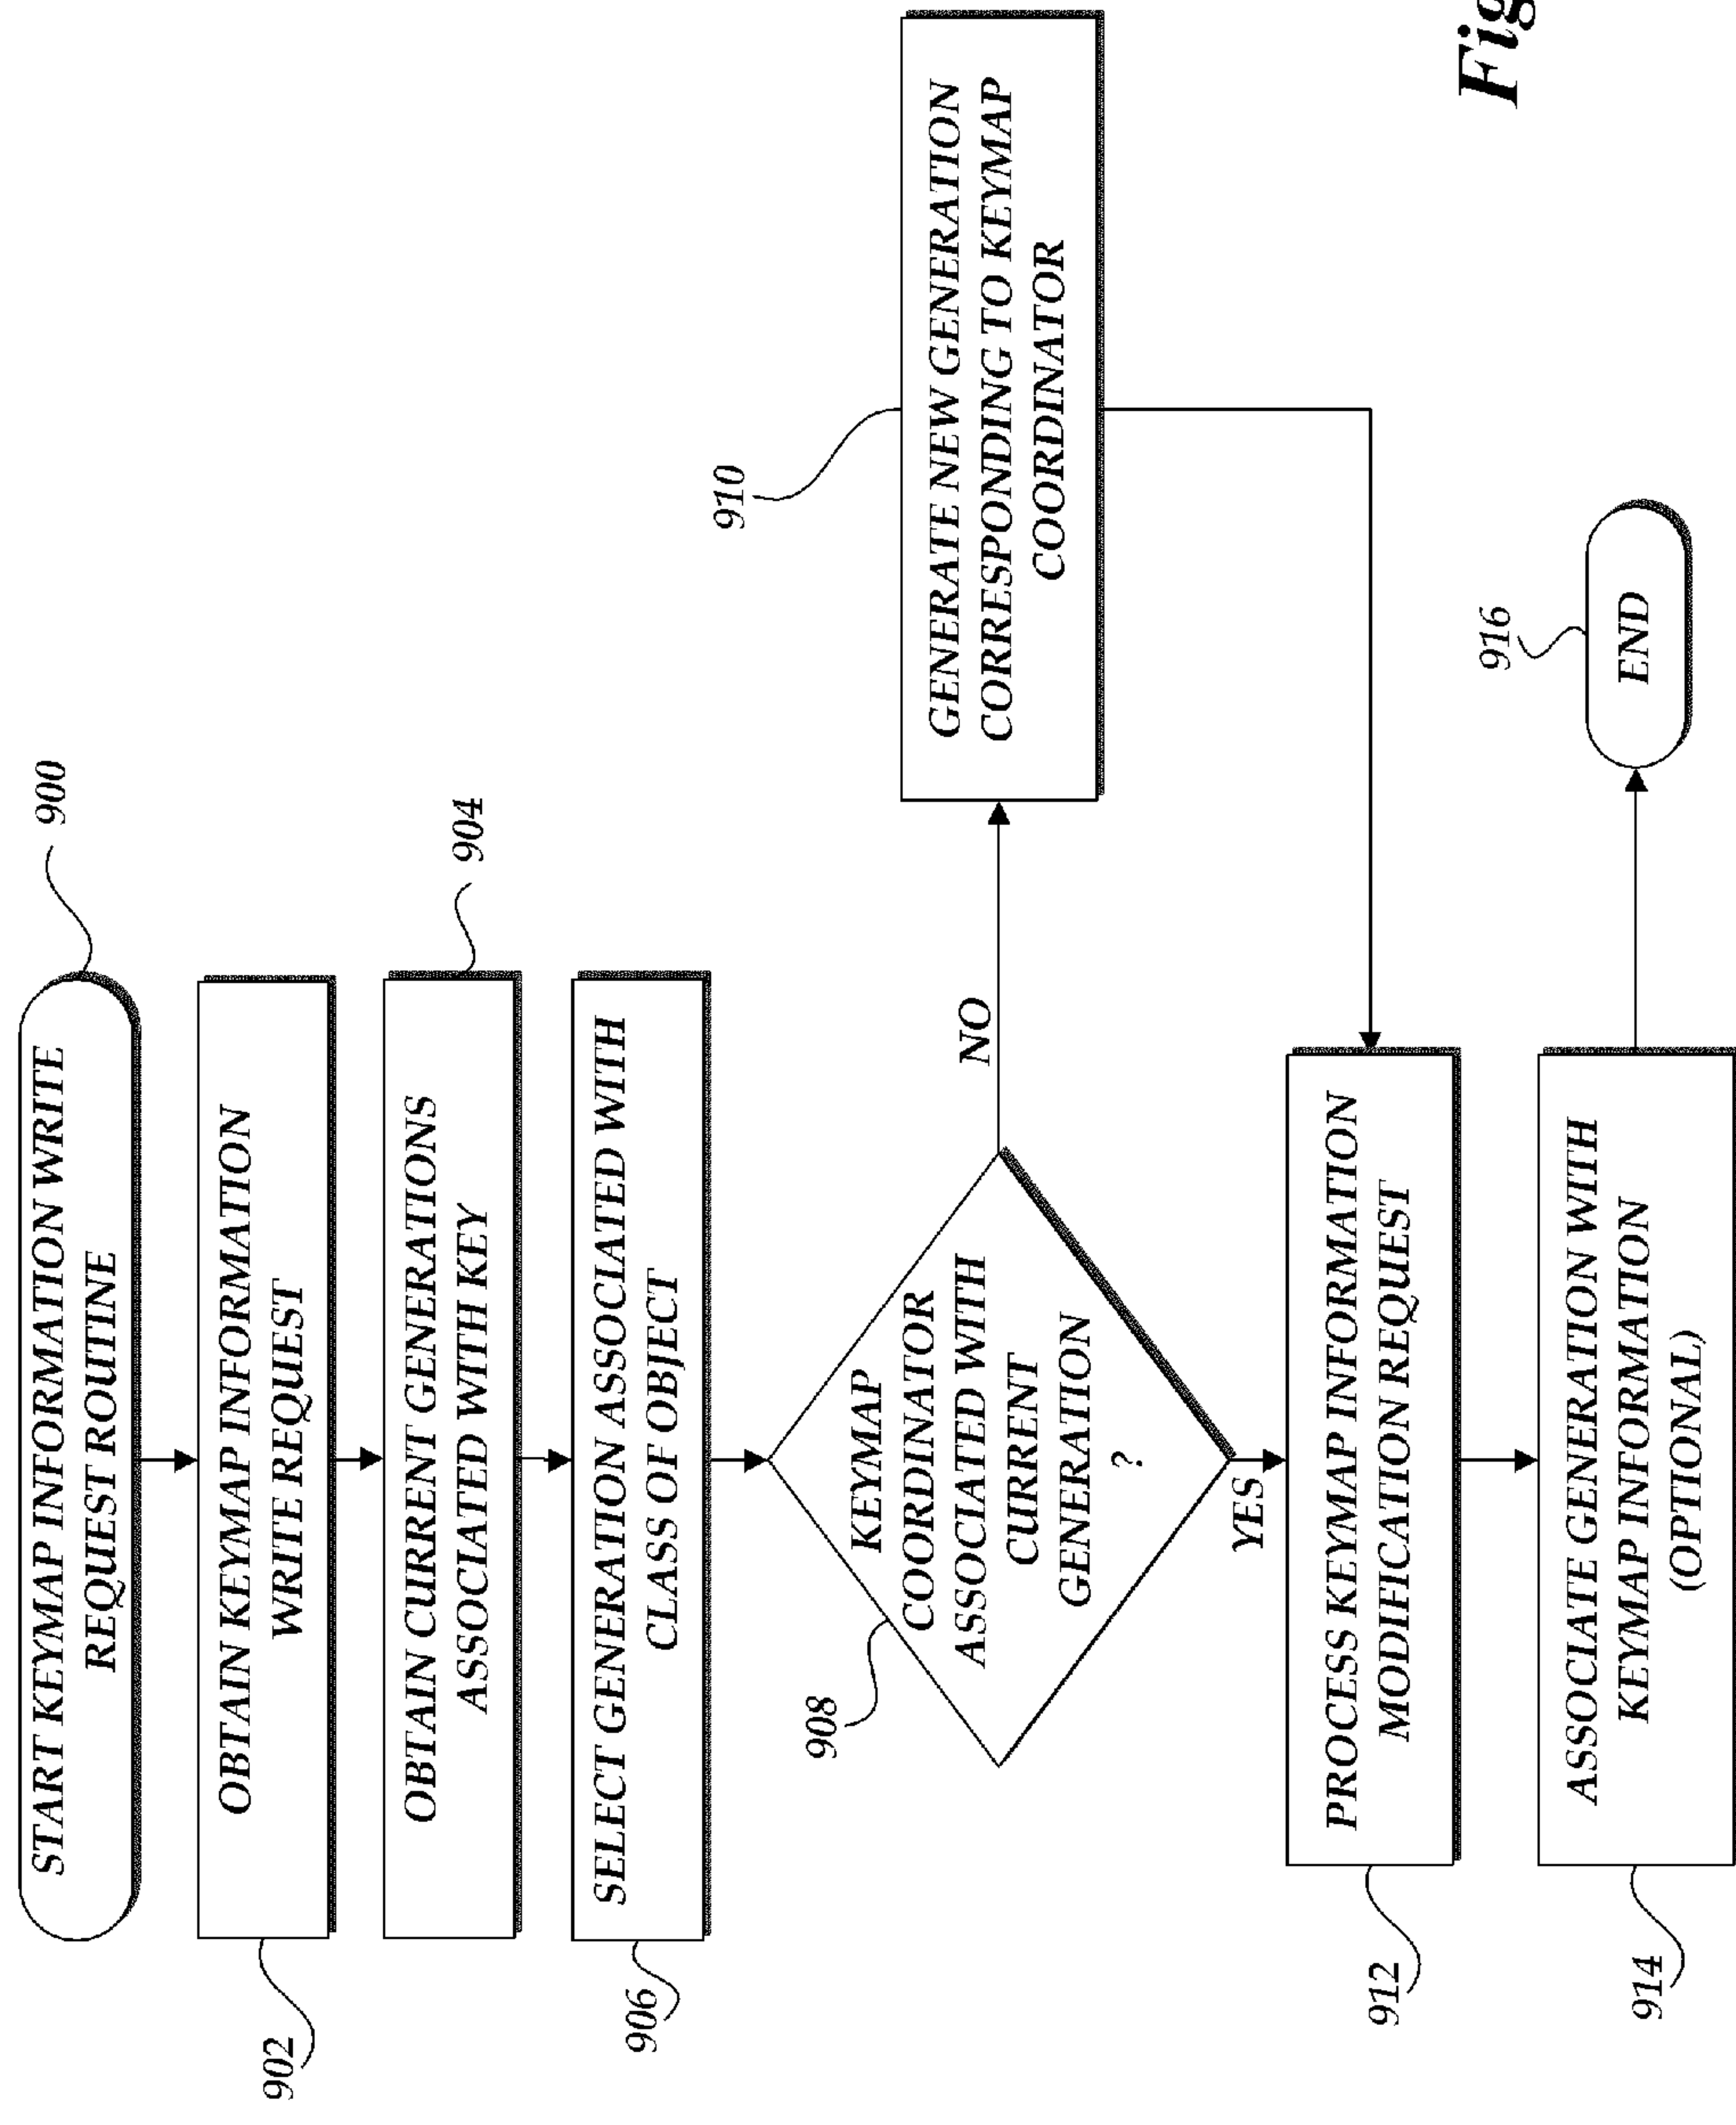 START KEYMAP INFORMATION WRITE
REQUEST ROUTINE
900
OBTAIN KEYMAP INFORMATION
WRITE REQUEST
902
OBTAIN CURRENT GENERATIONS
ASSOCIATED WITH KEY
904
SELECT GENERATION ASSOCIATED WITH
CLASS OF OBJECT
906
KEYMAP
COORDINATOR
ASSOCIATED WITH
CURRENT
GENERATION
?
908
NO
910
GENERATE NEW GENERATION
CORRESPONDING TO KEYMAP
COORDINATOR
YES
PROCESS KEYMAP INFORMATION
MODIFICATION REQUEST
912
ASSOCIATE GENERATION WITH
KEYMAP INFORMATION
(OPTIONAL)
914
916
END
Fig